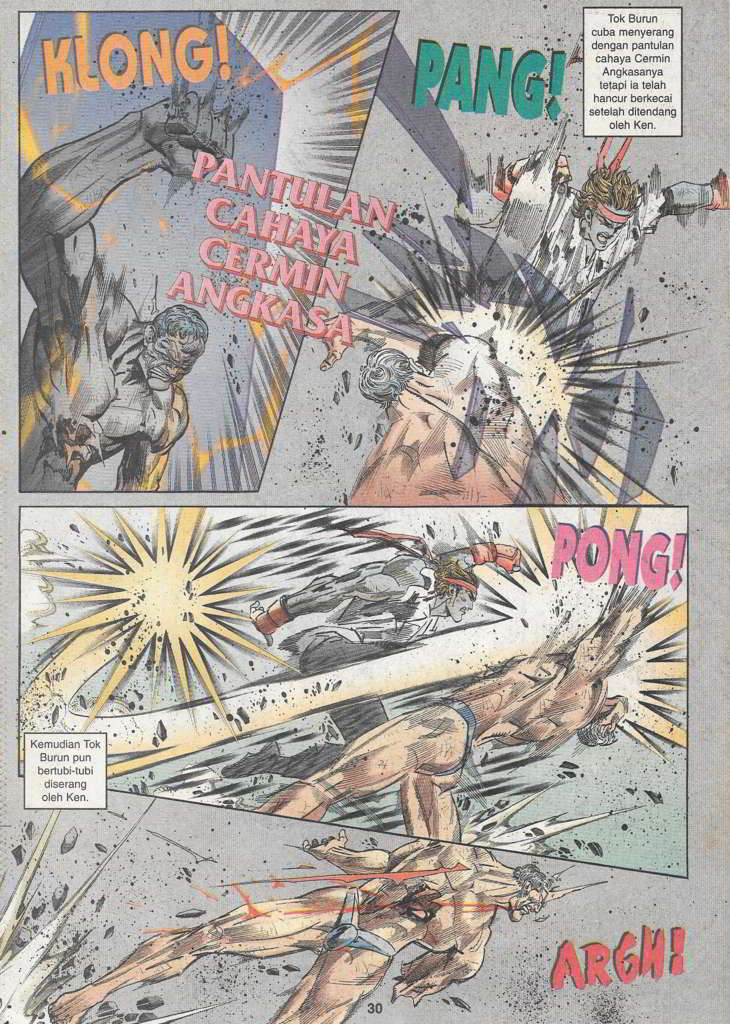 KLONG!
PANTULAN
CAHAYA
CERMIN
ANGKASA
PANG!
Tok Burun
cuba menyerang
dengan pantulan
cahaya Cermin
Angkasanya
tetapi ia telah
hancur berkecai
setelah ditendang
oleh Ken.
PONG!
Kemudian Tok
Burun pun
bertubi-tubi
diserang
oleh Ken.
ARGH!
30